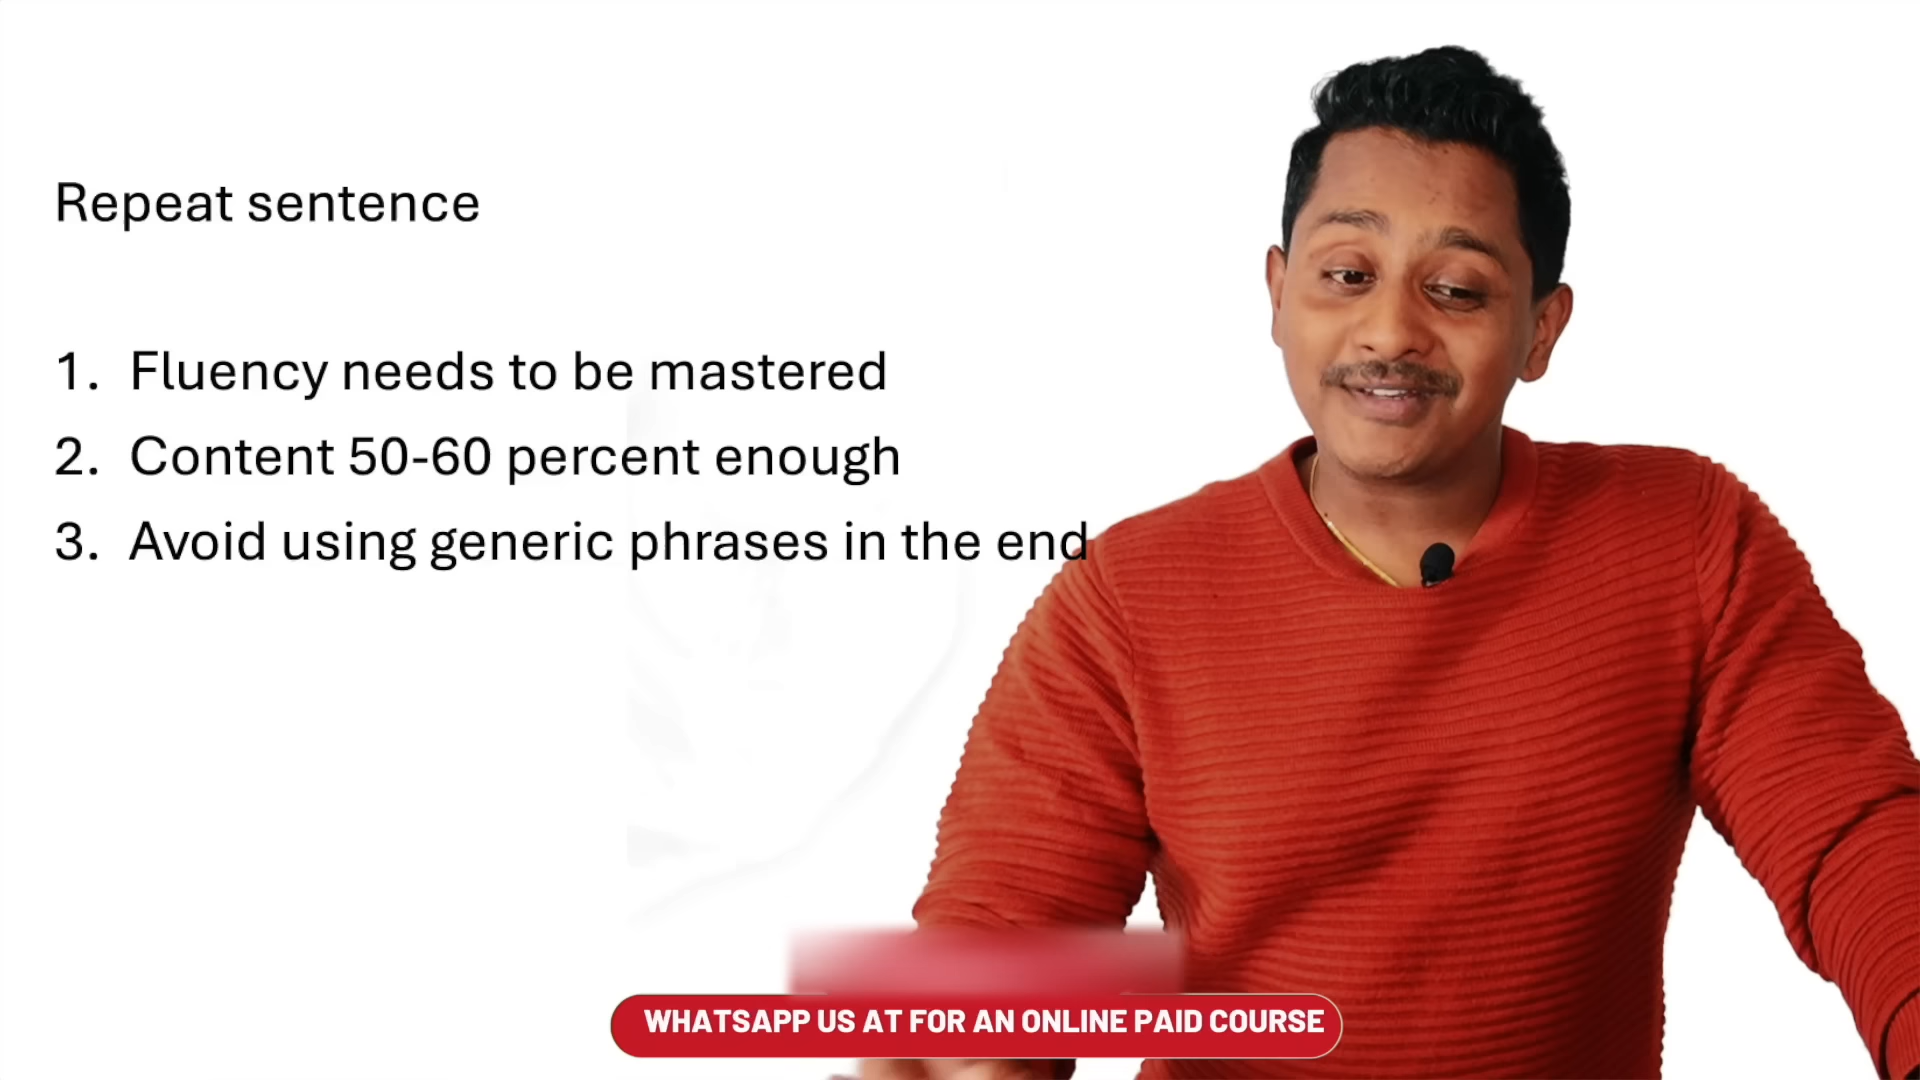 Repeat sentence
1. Fluency needs to be mastered
2. Content 50-60 percent enough
3. Avoid using generic phrases in the end
WHATSAPP US AT FOR AN ONLINE PAID COURSE